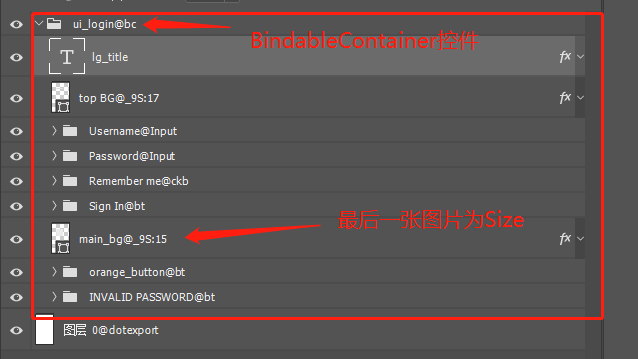 ui_login@bc
BindableContainer控件
T lg_title fx
top BG@_9S:17 fx
Username@Input
Password@Input
Remember me@ckb
Sign In@bt
最后一张图片为Size
main_bg@_9S:15 fx
orange_button@bt
INVALID PASSWORD@bt
图层 0@dotexport